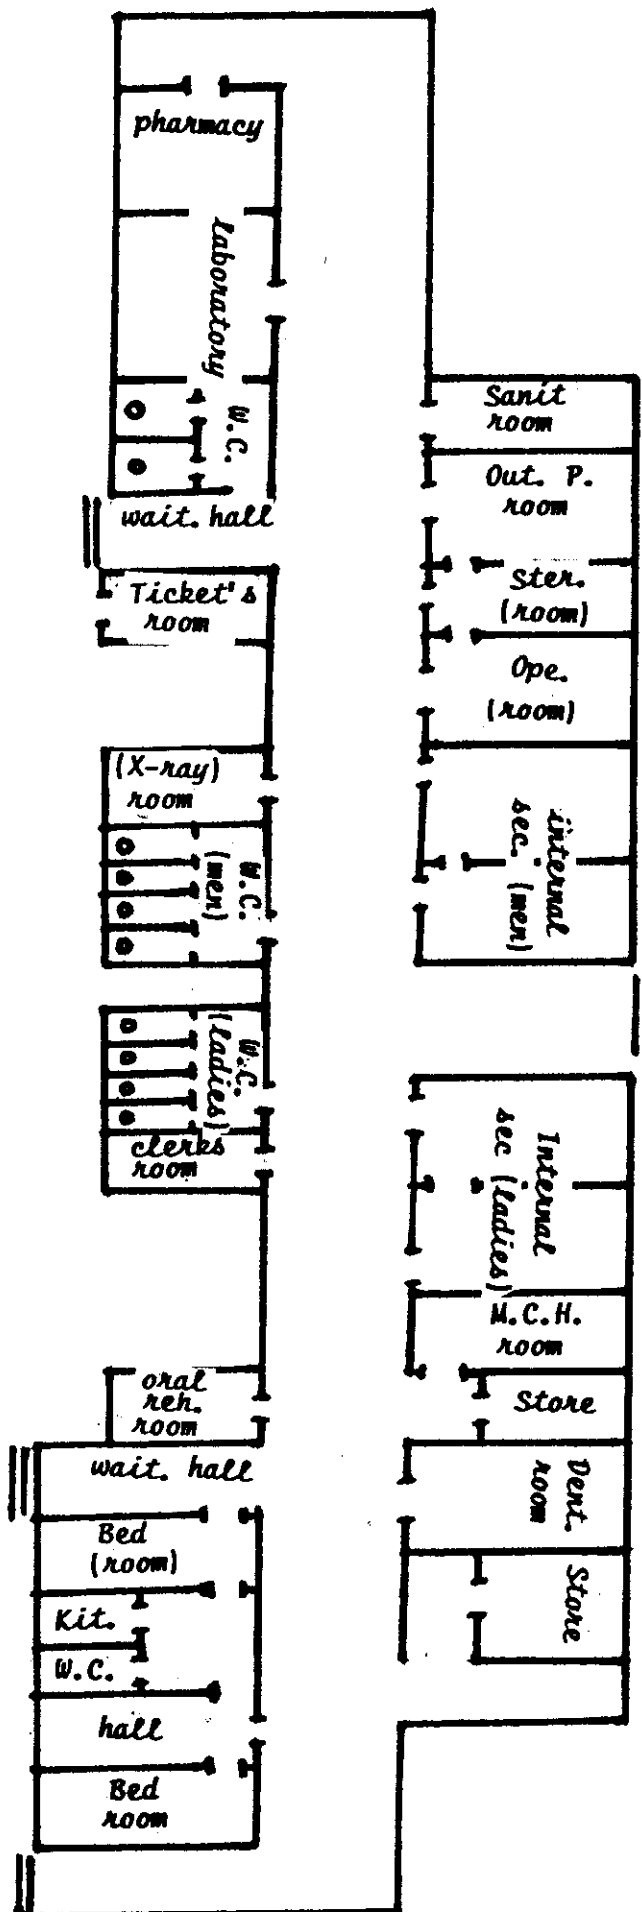 pharmacy
laboratory
W.C.
wait. hall
Ticket's
room
(X-ray)
room
W.C.
(men)
W.C.
(ladies)
clerks
room
oral
reh.
room
wait. hall
Bed
(room)
Kit.
W.C.
hall
Bed
room
Sanit
room
Out. P.
room
Ster.
(room)
Ope.
(room)
internal
sec. (men)
Internal
sec (ladies)
M.C.H.
room
Store
Dent.
room
Store